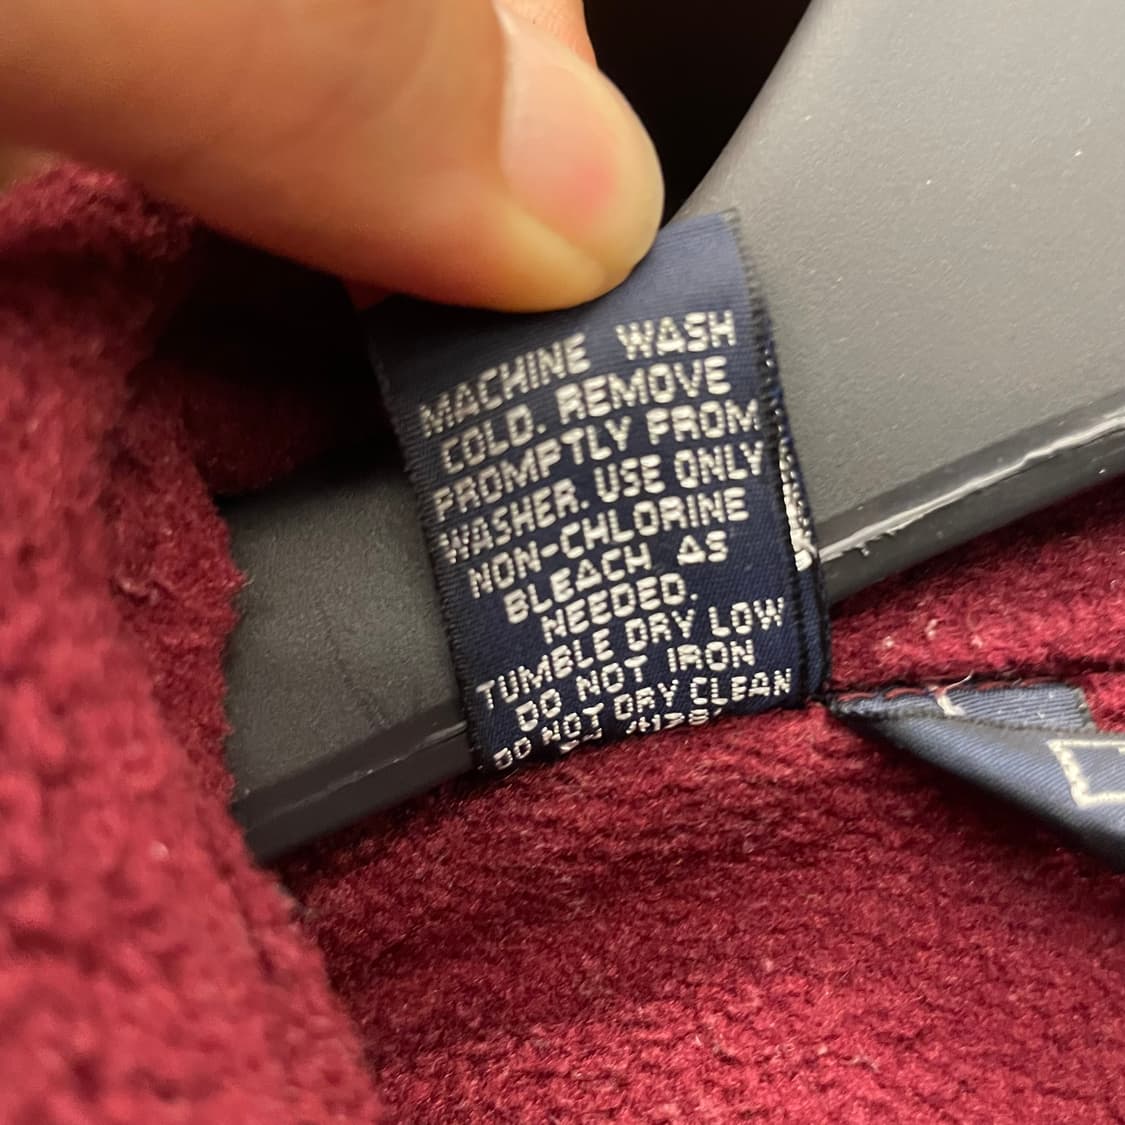 MACHINE WASH
COLD. REMOVE
PROMPTLY FROM
WASHER. USE ONLY
NON-CHLORINE
BLEACH AS
NEEDED.
TUMBLE DRY LOW
DO NOT IRON
DO NOT DRY CLEAN